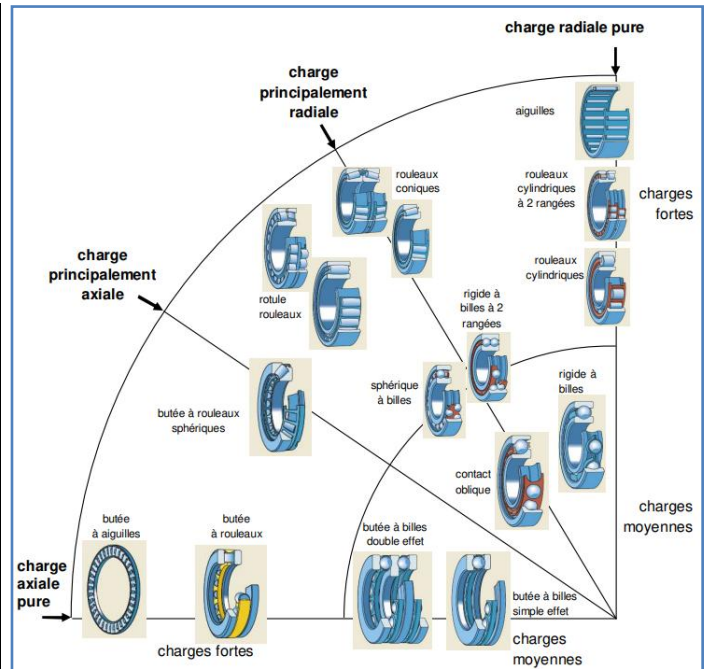 charge radiale pure
charge
principalement
radiale
aiguilles
rouleaux
coniques
rouleaux
cylindriques
à 2 rangées
charges
fortes
charge
principalement
axiale
rotule
rouleaux
rouleaux
cylindriques
rigide à
billes à 2
rangées
sphérique
à billes
rigide à
billes
butée à rouleaux
sphériques
contact
oblique
charges
moyennes
butée
à aiguilles
butée
à rouleaux
butée à billes
double effet
charge
axiale
pure
butée à billes
simple effet
charges fortes
charges
moyennes